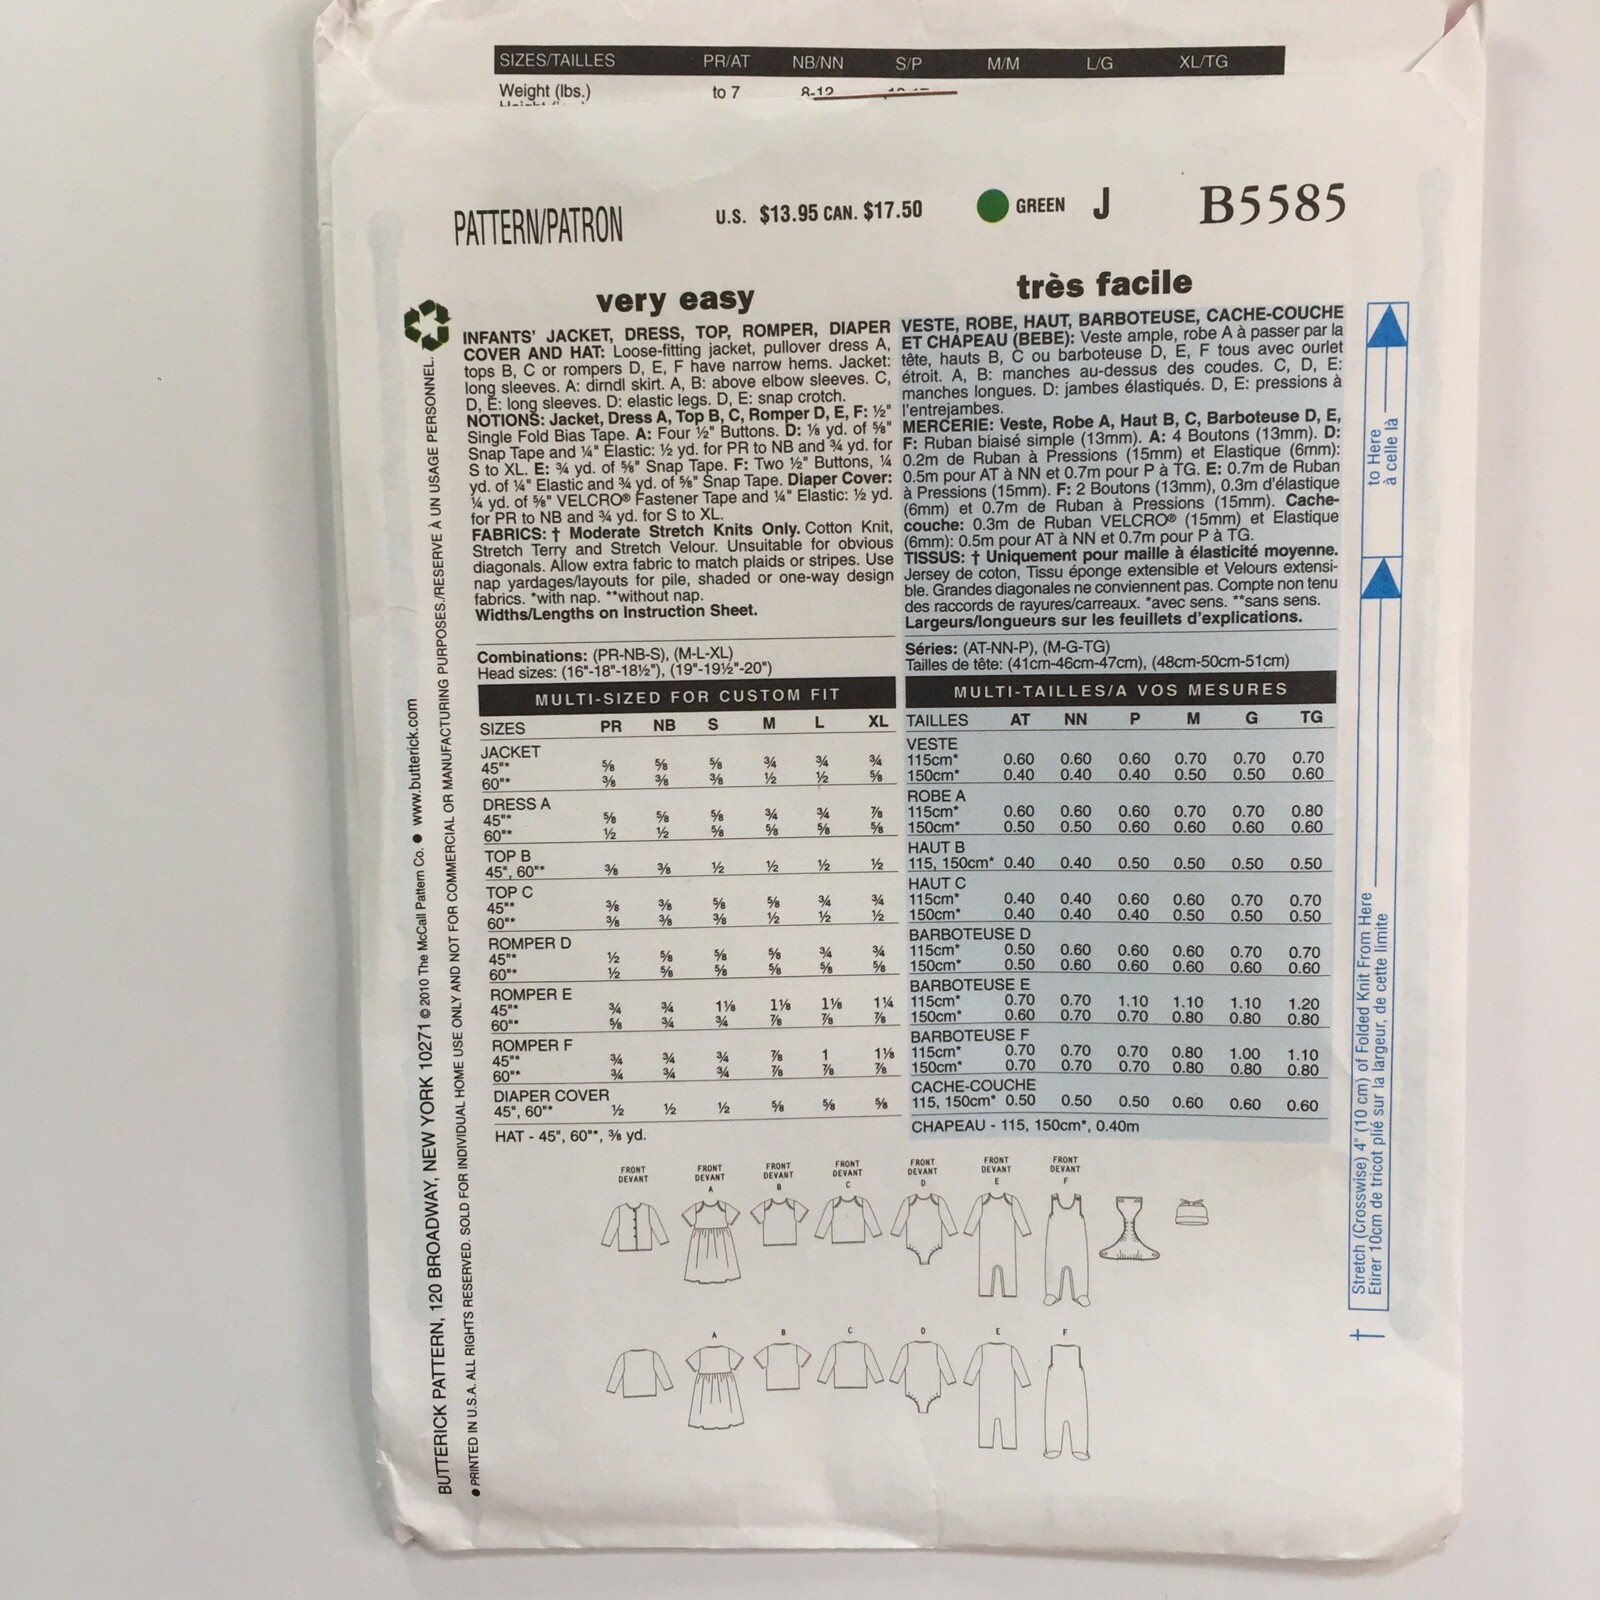 SIZES/TAILLES PR/AT NB/NN S/P M/M L/G XL/TG
Weight (lbs.) to 7 8-12
PATTERN/PATRON
U.S. $13.95 CAN. $17.50
GREEN J B5585
very easy
INFANTS' JACKET, DRESS, TOP, ROMPER, DIAPER
COVER AND HAT: Loose-fitting jacket, pullover dress A,
tops B, C or rompers D, E, F have narrow hems. Jacket:
long sleeves. A: dirndl skirt. A, B: above elbow sleeves. C,
D, E: long sleeves. D: elastic legs. D, E: snap crotch.
NOTIONS: Jacket, Dress A, Top B, C, Romper D, E, F: ½"
Single Fold Bias Tape. A: Four ½" Buttons. D: ⅛ yd. of ⅝"
Snap Tape and ¼" Elastic: ½ yd. for PR to NB and ¾ yd. for
S to XL. E: ¾ yd. of ⅝" Snap Tape. F: Two ½" Buttons, ¼
yd. of ¼" Elastic and ¾ yd. of ⅝" Snap Tape. Diaper Cover:
¼ yd. of ⅝" VELCRO® Fastener Tape and ¼" Elastic: ½ yd.
for PR to NB and ¾ yd. for S to XL.
FABRICS: † Moderate Stretch Knits Only. Cotton Knit,
Stretch Terry and Stretch Velour. Unsuitable for obvious
diagonals. Allow extra fabric to match plaids or stripes. Use
nap yardages/layouts for pile, shaded or one-way design
fabrics. *with nap. **without nap.
Widths/Lengths on Instruction Sheet.
Combinations: (PR-NB-S), (M-L-XL)
Head sizes: (16"-18"-18½"), (19"-19½"-20")
MULTI-SIZED FOR CUSTOM FIT
SIZES PR NB S M L XL
JACKET
45"* ⅝ ⅝ ⅝ ¾ ¾ ¾
60"* ⅜ ⅜ ⅜ ½ ½ ⅝
DRESS A
45"* ⅝ ⅝ ⅝ ¾ ¾ ⅞
60"* ½ ½ ⅝ ⅝ ⅝ ⅝
TOP B
45", 60"* ⅜ ⅜ ½ ½ ½ ½
TOP C
45"* ⅜ ⅜ ⅝ ⅝ ¾ ¾
60"* ⅜ ⅜ ⅜ ½ ½ ½
ROMPER D
45"* ½ ⅝ ⅝ ⅝ ¾ ¾
60"* ½ ⅝ ⅝ ⅝ ⅝ ⅝
ROMPER E
45"* ¾ ¾ 1⅛ 1⅛ 1⅛ 1¼
60"* ⅝ ¾ ¾ ⅞ ⅞ ⅞
ROMPER F
45"* ¾ ¾ ¾ ⅞ 1 1⅛
60"* ¾ ¾ ¾ ⅞ ⅞ ⅞
DIAPER COVER
45", 60"* ½ ½ ½ ⅝ ⅝ ⅝
HAT - 45", 60"*, ⅜ yd.
très facile
VESTE, ROBE, HAUT, BARBOTEUSE, CACHE-COUCHE
ET CHAPEAU (BEBE): Veste ample, robe A à passer par la
tête, hauts B, C ou barboteuse D, E, F tous avec ourlet
étroit. A, B: manches au-dessus des coudes. C, D, E:
manches longues. D: jambes élastiqués. D, E: pressions à
l'entrejambes.
MERCERIE: Veste, Robe A, Haut B, C, Barboteuse D, E,
F: Ruban biaisé simple (13mm). A: 4 Boutons (13mm). D:
0.2m de Ruban à Pressions (15mm) et Elastique (6mm):
0.5m pour AT à NN et 0.7m pour P à TG. E: 0.7m de Ruban
à Pressions (15mm). F: 2 Boutons (13mm), 0.3m d'élastique
(6mm) et 0.7m de Ruban à Pressions (15mm). Cache-
couche: 0.3m de Ruban VELCRO® (15mm) et Elastique
(6mm): 0.5m pour AT à NN et 0.7m pour P à TG.
TISSUS: † Uniquement pour maille à élasticité moyenne.
Jersey de coton, Tissu éponge extensible et Velours extensi-
ble. Grandes diagonales ne conviennent pas. Compte non tenu
des raccords de rayures/carreaux. *avec sens. **sans sens.
Largeurs/longueurs sur les feuillets d'explications.
Séries: (AT-NN-P), (M-G-TG)
Tailles de tête: (41cm-46cm-47cm), (48cm-50cm-51cm)
MULTI-TAILLES/A VOS MESURES
TAILLES AT NN P M G TG
VESTE
115cm* 0.60 0.60 0.60 0.70 0.70 0.70
150cm* 0.40 0.40 0.40 0.50 0.50 0.60
ROBE A
115cm* 0.60 0.60 0.60 0.70 0.70 0.80
150cm* 0.50 0.50 0.60 0.60 0.60 0.60
HAUT B
115, 150cm* 0.40 0.40 0.50 0.50 0.50 0.50
HAUT C
115cm* 0.40 0.40 0.60 0.60 0.70 0.70
150cm* 0.40 0.40 0.40 0.50 0.50 0.50
BARBOTEUSE D
115cm* 0.50 0.60 0.60 0.60 0.70 0.70
150cm* 0.50 0.60 0.60 0.60 0.60 0.60
BARBOTEUSE E
115cm* 0.70 0.70 1.10 1.10 1.10 1.20
150cm* 0.60 0.70 0.70 0.80 0.80 0.80
BARBOTEUSE F
115cm* 0.70 0.70 0.70 0.80 1.00 1.10
150cm* 0.70 0.70 0.70 0.80 0.80 0.80
CACHE-COUCHE
115, 150cm* 0.50 0.50 0.50 0.60 0.60 0.60
CHAPEAU - 115, 150cm*, 0.40m
FRONT FRONT FRONT FRONT FRONT FRONT FRONT
DEVANT DEVANT DEVANT DEVANT DEVANT DEVANT DEVANT
A B C D E F
A B C D E F
BUTTERICK PATTERN, 120 BROADWAY, NEW YORK 10271 © 2010 The McCall Pattern Co. ● www.butterick.com
● PRINTED IN U.S.A. ALL RIGHTS RESERVED. SOLD FOR INDIVIDUAL HOME USE ONLY AND NOT FOR COMMERCIAL OR MANUFACTURING PURPOSES./RESERVE À UN USAGE PERSONNEL.
† Stretch (Crosswise) 4" (10 cm) of Folded Knit From Here
Etirer 10cm de tricot plié sur la largeur, de cette limite
to Here
à celle là